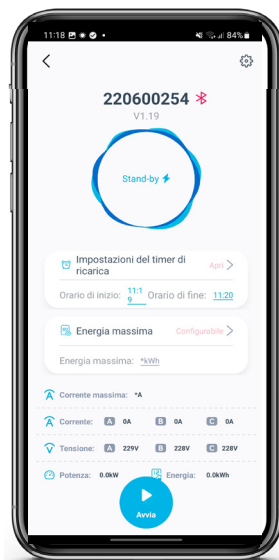 11:18 84%
220600254
V1.19
Stand-by
Impostazioni del timer di
ricarica
Apri >
Orario di inizio: 11:1
9 Orario di fine: 11:20
Energia massima Configurabile >
Energia massima: *kWh
Corrente massima: *A
Corrente: A 0A B 0A C 0A
Tensione: A 229V B 228V C 228V
Potenza: 0.0kW Energia: 0.0kWh
Avvia